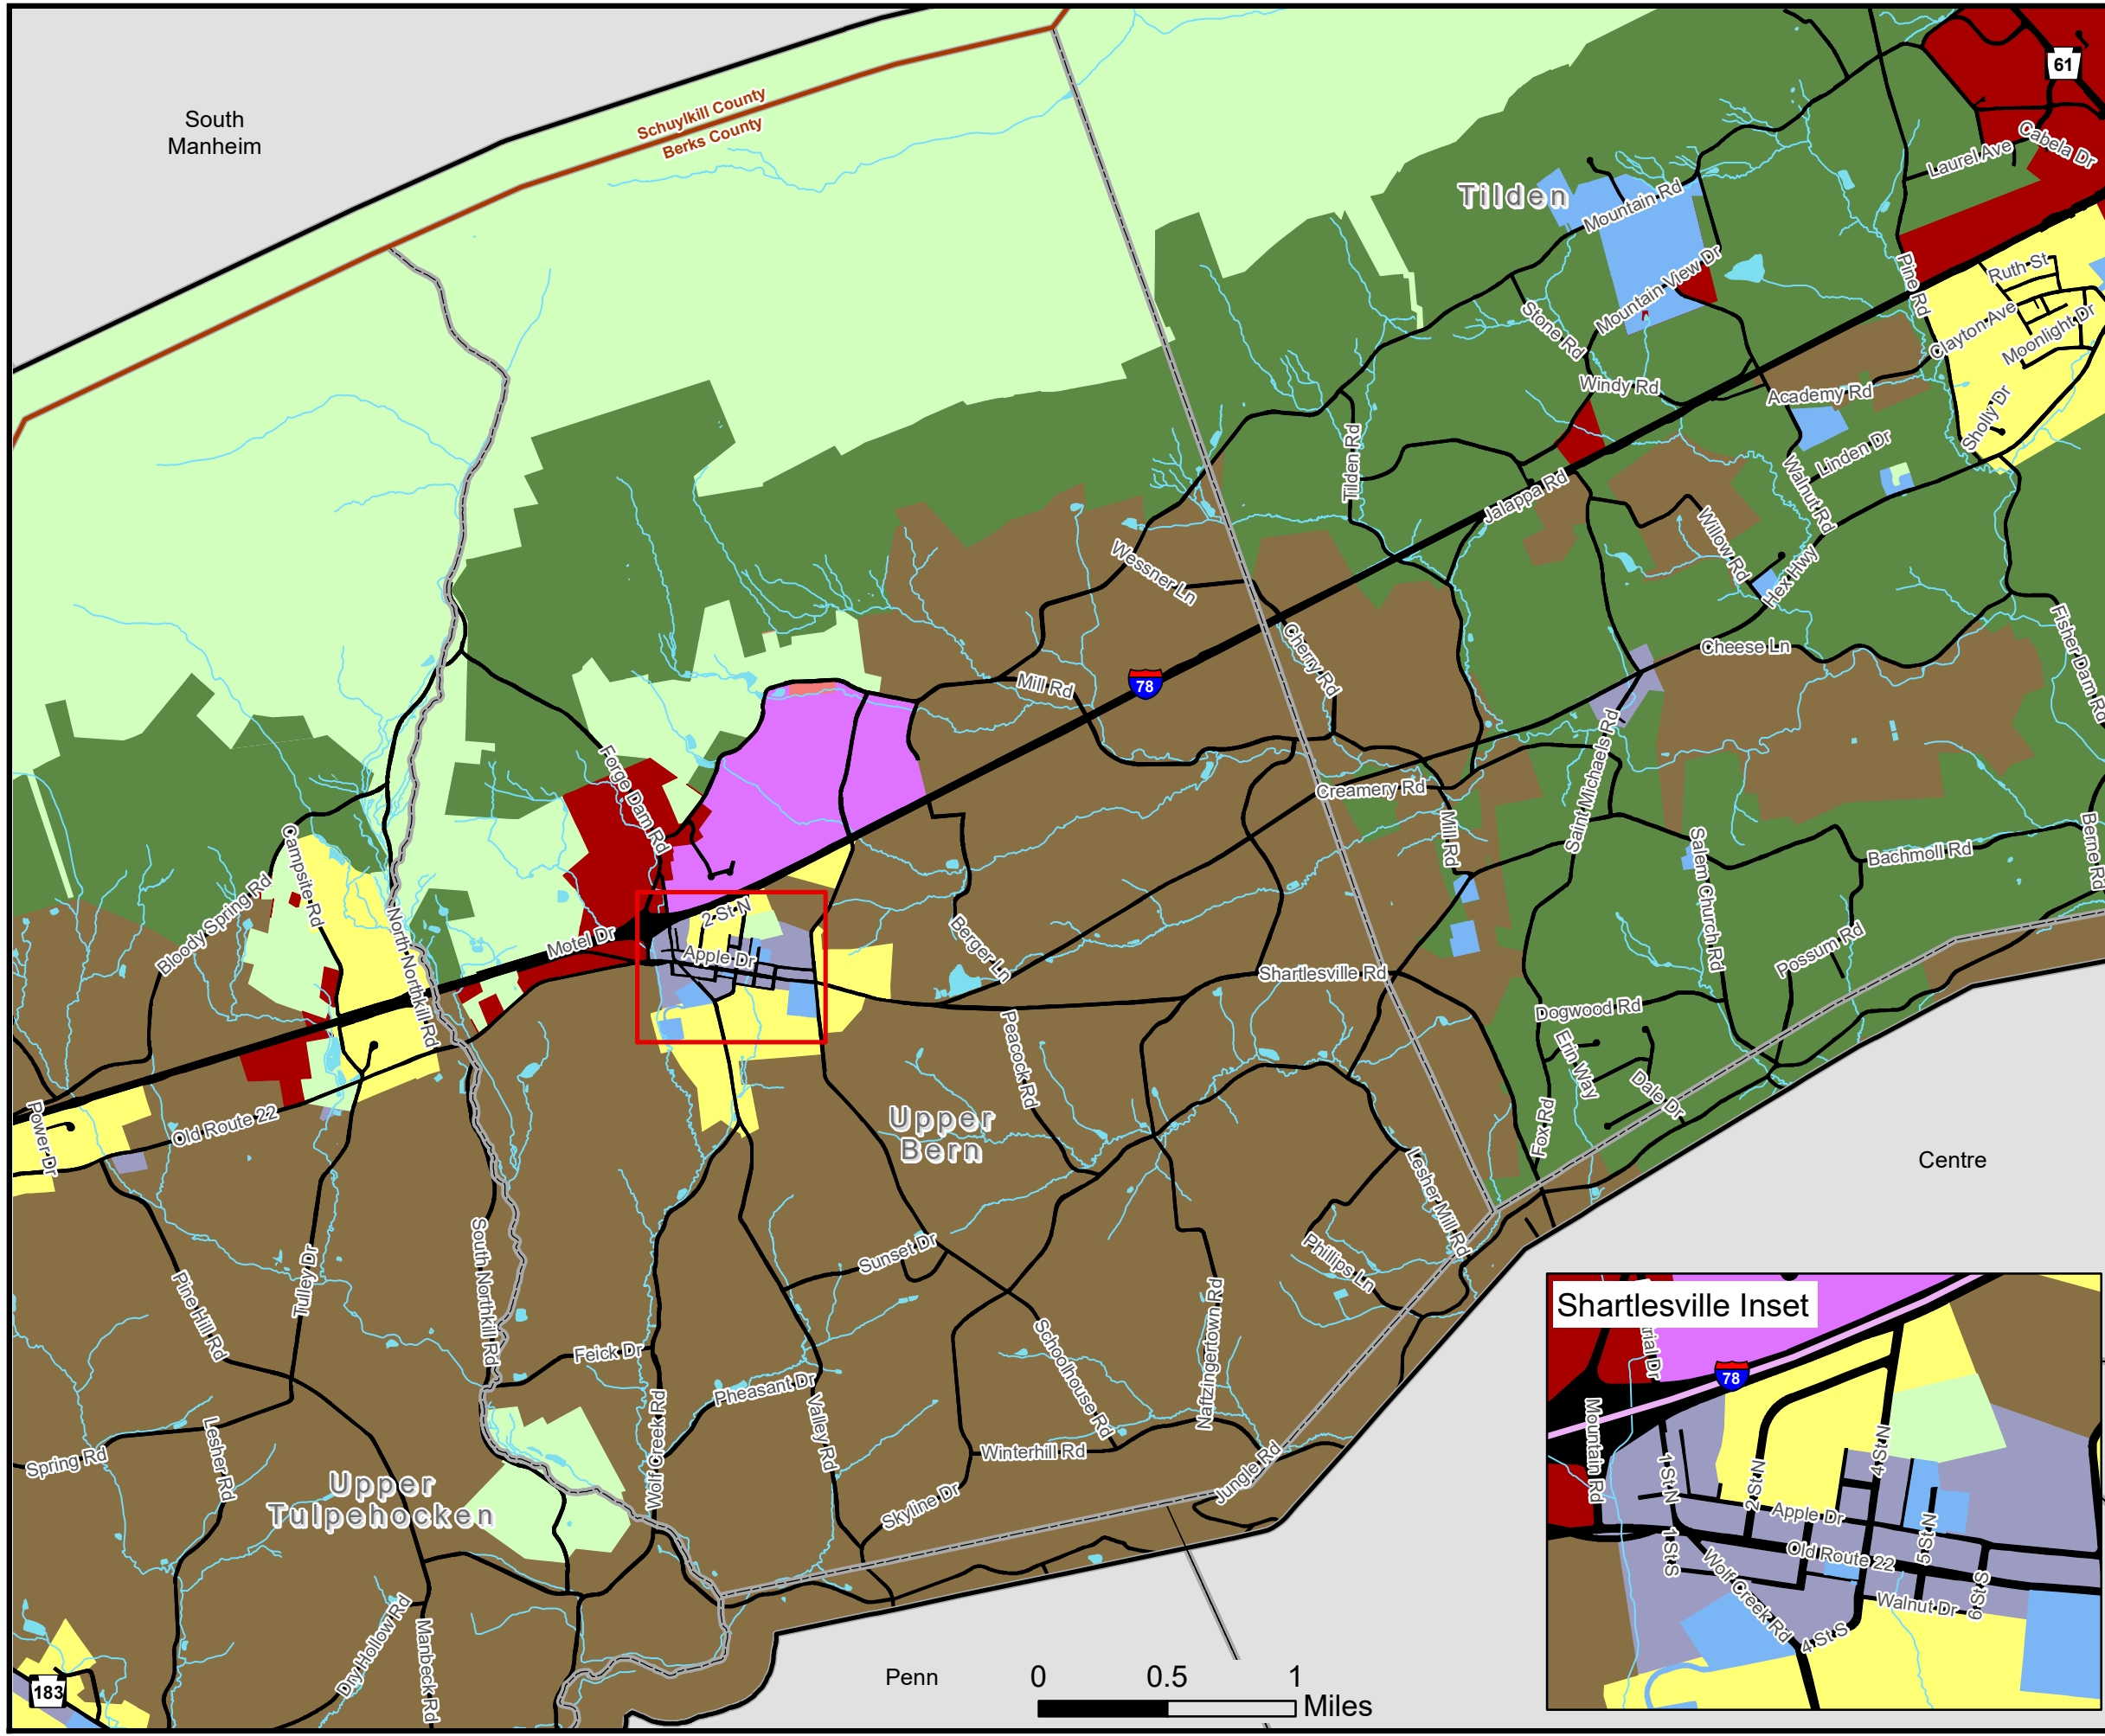 South
Manheim
Schuylkill County
Berks County
61
Cabela Dr
Laurel Ave
Tilden
Mountain Rd
Mountain View Dr
Pine Rd
Ruth St
Clayton Ave
Moonlight Dr
Stone Rd
Windy Rd
Academy Rd
Sholly Dr
Tilden Rd
Linden Dr
Walnut Rd
Jalappa Rd
Willow Rd
Hex Hwy
Wessner Ln
Cherry Rd
Cheese Ln
Fisher Dam Rd
Mill Rd
78
Forge Dam Rd
Creamery Rd
Saint Michaels Rd
Mill Rd
Salem Church Rd
Bachmoll Rd
Berne Rd
Campsite Rd
Bloody Spring Rd
North Northkill Rd
Motel Dr
2 St N
Apple Dr
Berger Ln
Shartlesville Rd
Possum Rd
Dogwood Rd
Erin Way
Dale Dr
Peacock Rd
Fox Rd
Power Dr
Old Route 22
Upper
Bern
Lesher Mill Rd
Centre
Pine Hill Rd
Tulley Dr
South Northkill Rd
Sunset Dr
Phillips Ln
Naftzingertown Rd
Schoolhouse Rd
Feick Dr
Pheasant Dr
Valley Rd
Wolf Creek Rd
Winterhill Rd
Jungle Rd
Skyline Dr
Spring Rd
Lesher Rd
Upper
Tulpehocken
Dry Hollow Rd
Manbeck Rd
183
Penn
0 0.5 1
Miles
Shartlesville Inset
rial Dr
78
Mountain Rd
1 St N
2 St N
4 St N
Apple Dr
5 St N
Old Route 22
1 St S
Wolf Creek Rd
Walnut Dr
6 St S
4 St S